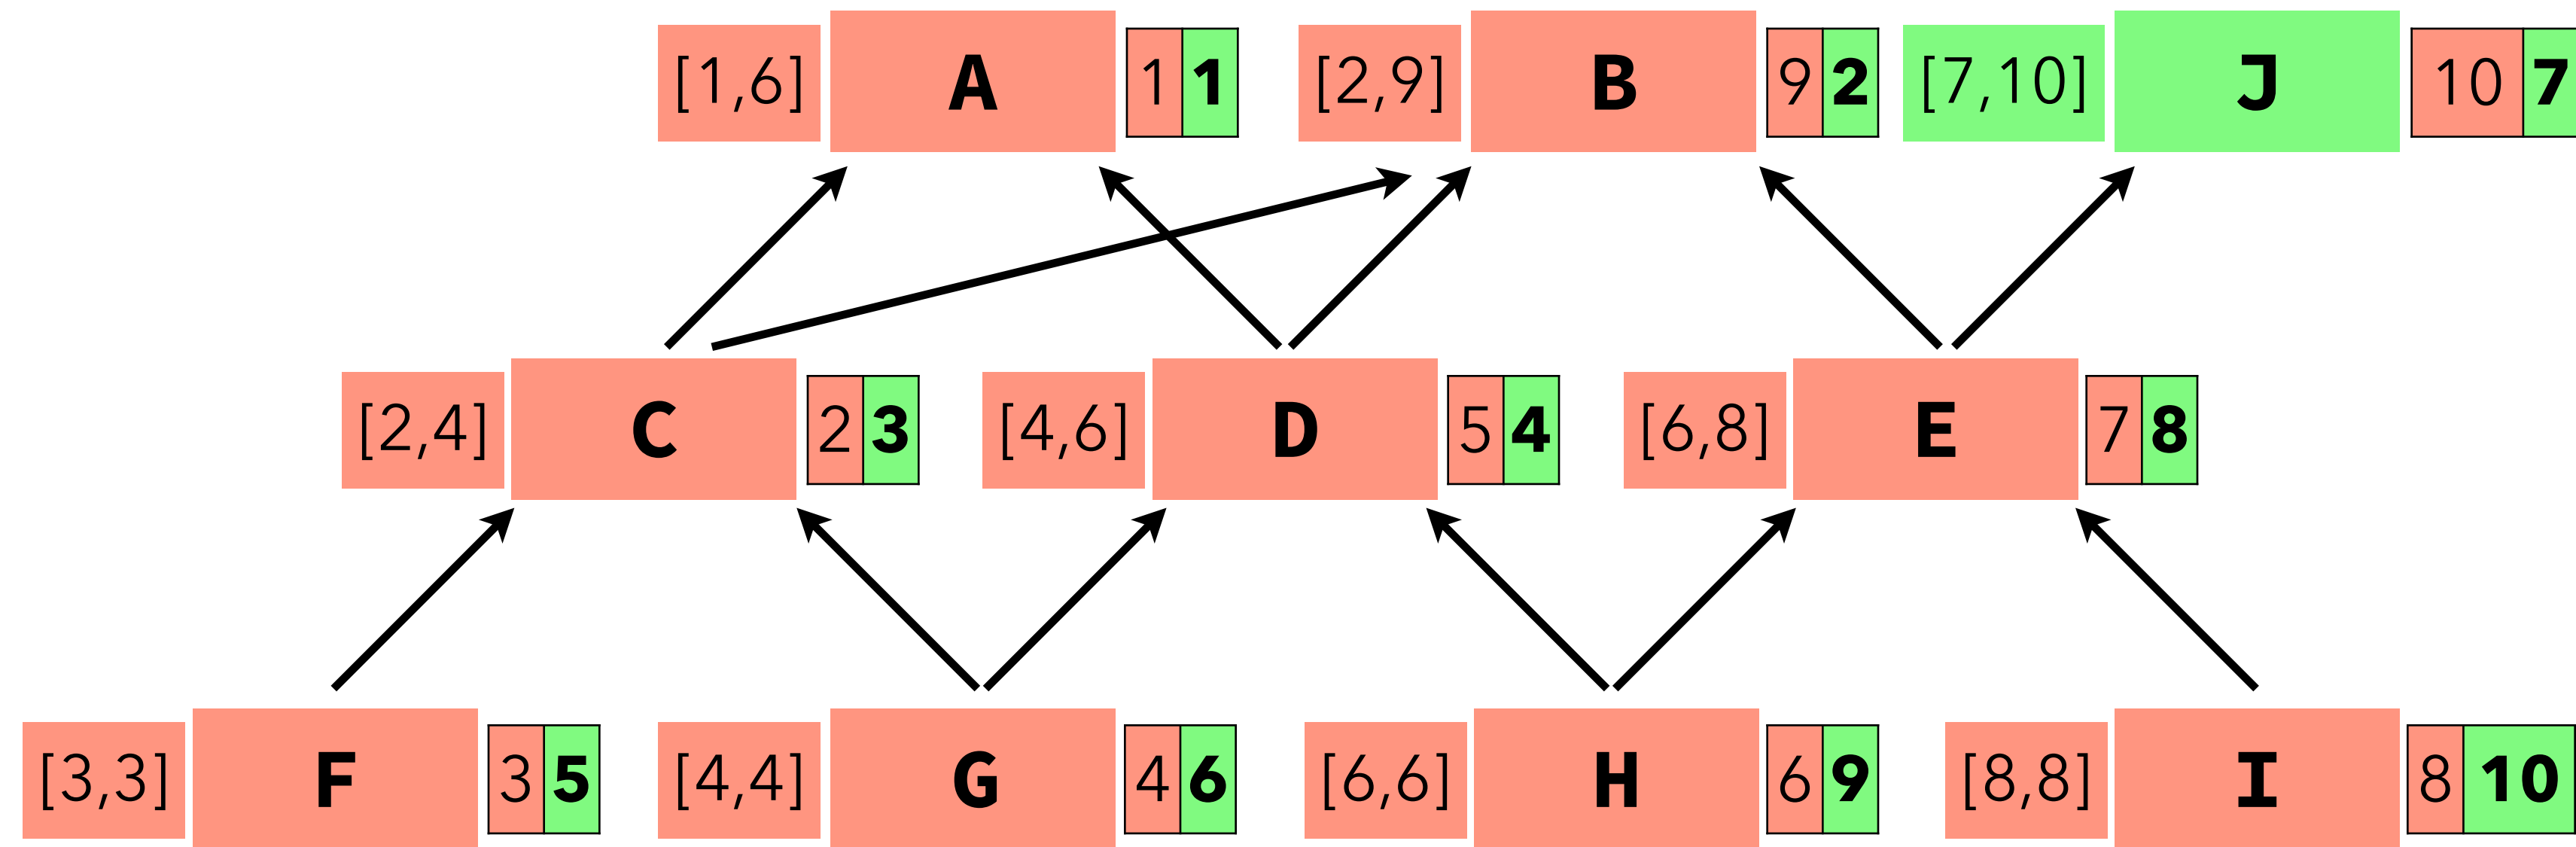 [1,6] A 1 1 [2,9] B 9 2 [7,10] J 10 7
[2,4] C 2 3 [4,6] D 5 4 [6,8] E 7 8
[3,3] F 3 5 [4,4] G 4 6 [6,6] H 6 9 [8,8] I 8 10